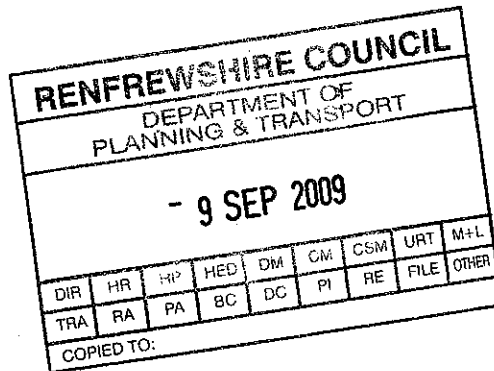 RENFREWSHIRE COUNCIL
DEPARTMENT OF
PLANNING & TRANSPORT
- 9 SEP 2009
DIR HR HP HED DM CM CSM URT M+L
TRA RA PA BC DC PI RE FILE OTHER
COPIED TO: